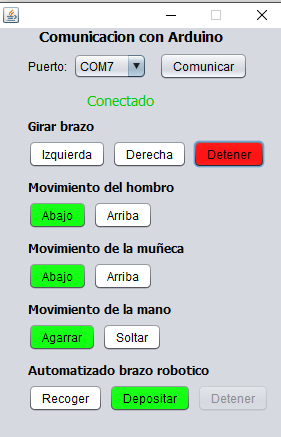 Comunicacion con Arduino
Puerto: COM7 Comunicar
Conectado
Girar brazo
Izquierda Derecha Detener
Movimiento del hombro
Abajo Arriba
Movimiento de la muñeca
Abajo Arriba
Movimiento de la mano
Agarrar Soltar
Automatizado brazo robotico
Recoger Depositar Detener